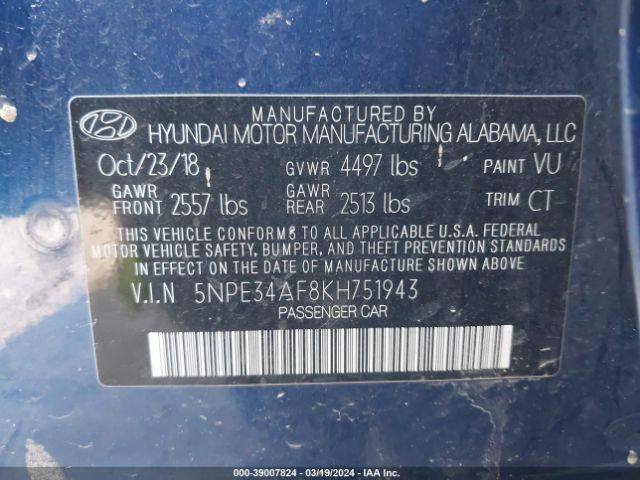 MANUFACTURED BY
HYUNDAI MOTOR MANUFACTURING ALABAMA, LLC
Oct/23/18 GVWR 4497 lbs PAINT VU
GAWR FRONT 2557 lbs GAWR REAR 2513 lbs TRIM CT
THIS VEHICLE CONFORMS TO ALL APPLICABLE U.S.A. FEDERAL
MOTOR VEHICLE SAFETY, BUMPER, AND THEFT PREVENTION STANDARDS
IN EFFECT ON THE DATE OF MANUFACTURE SHOWN ABOVE.
V.I.N 5NPE34AF8KH751943
PASSENGER CAR
000-39007824 - 03/19/2024 - IAA Inc.